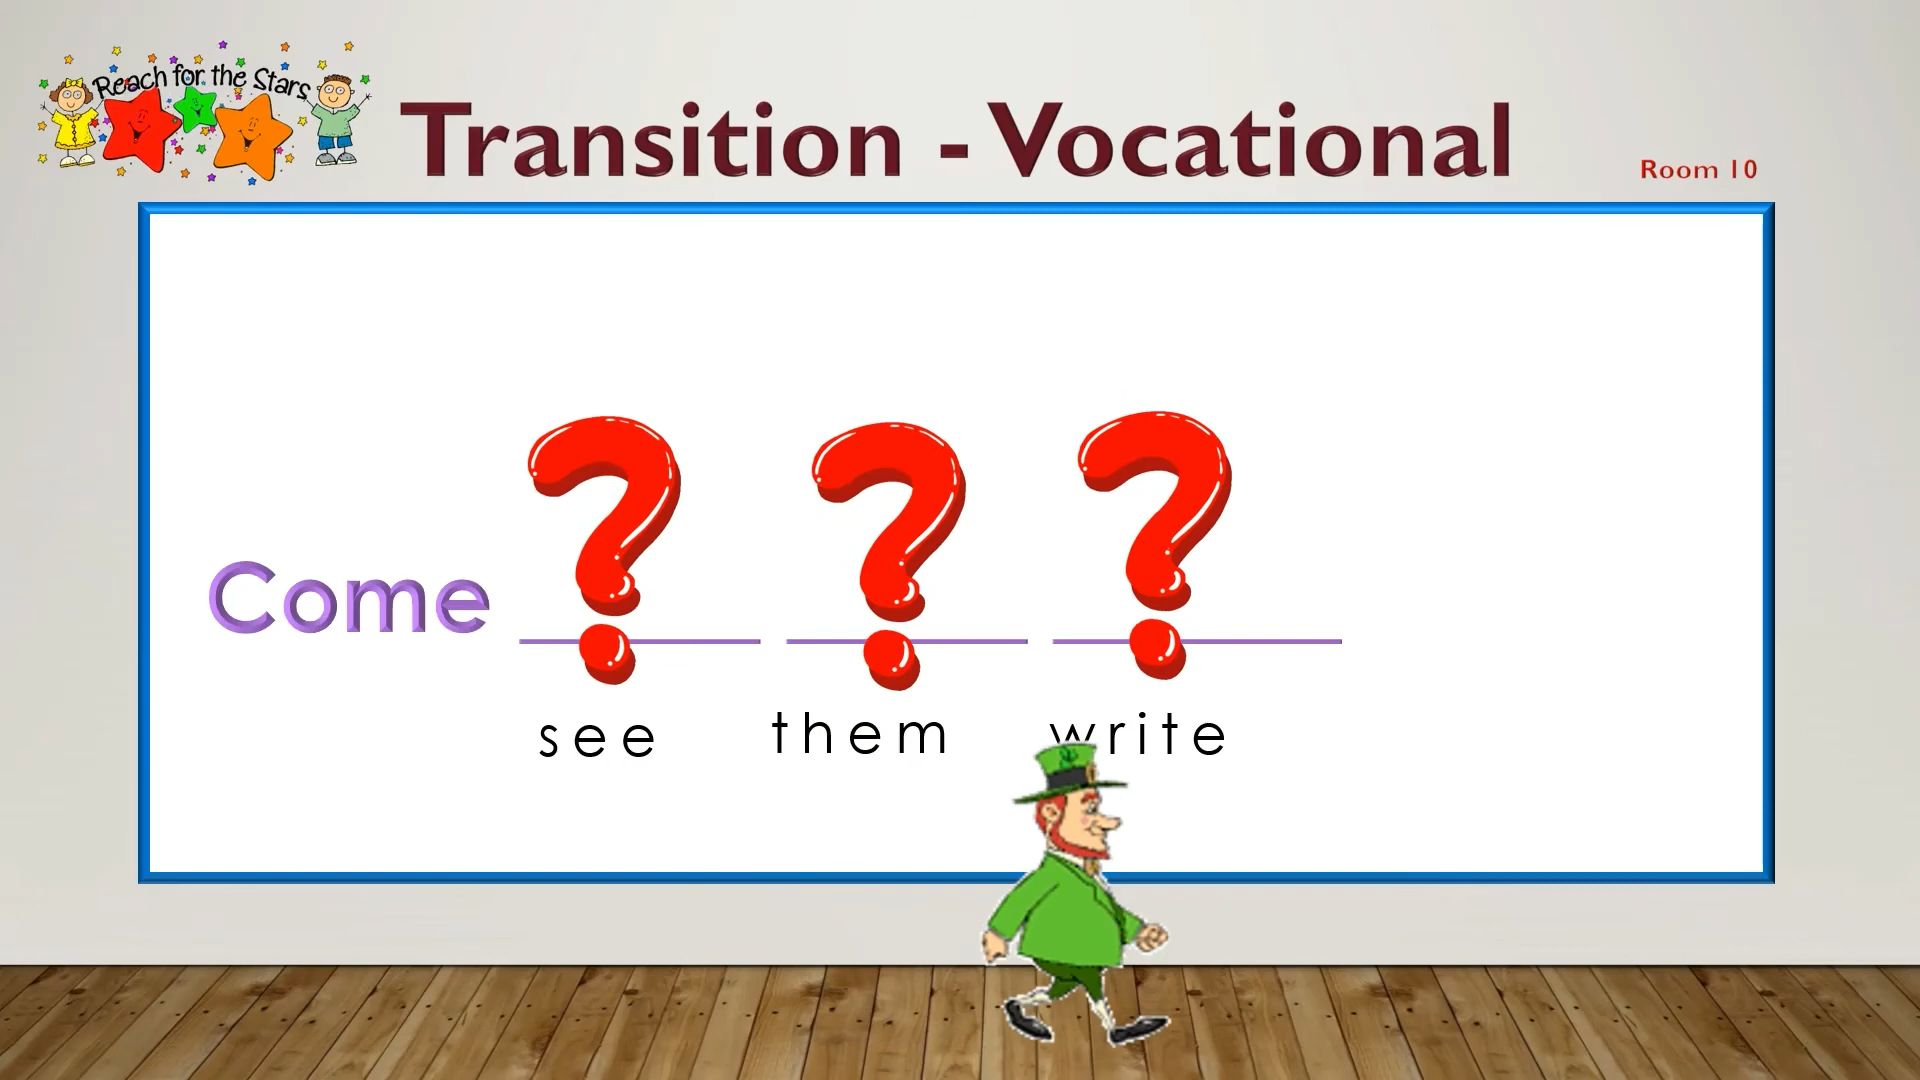 Reach for the Stars
Transition - Vocational
Room 10
Come
see them write